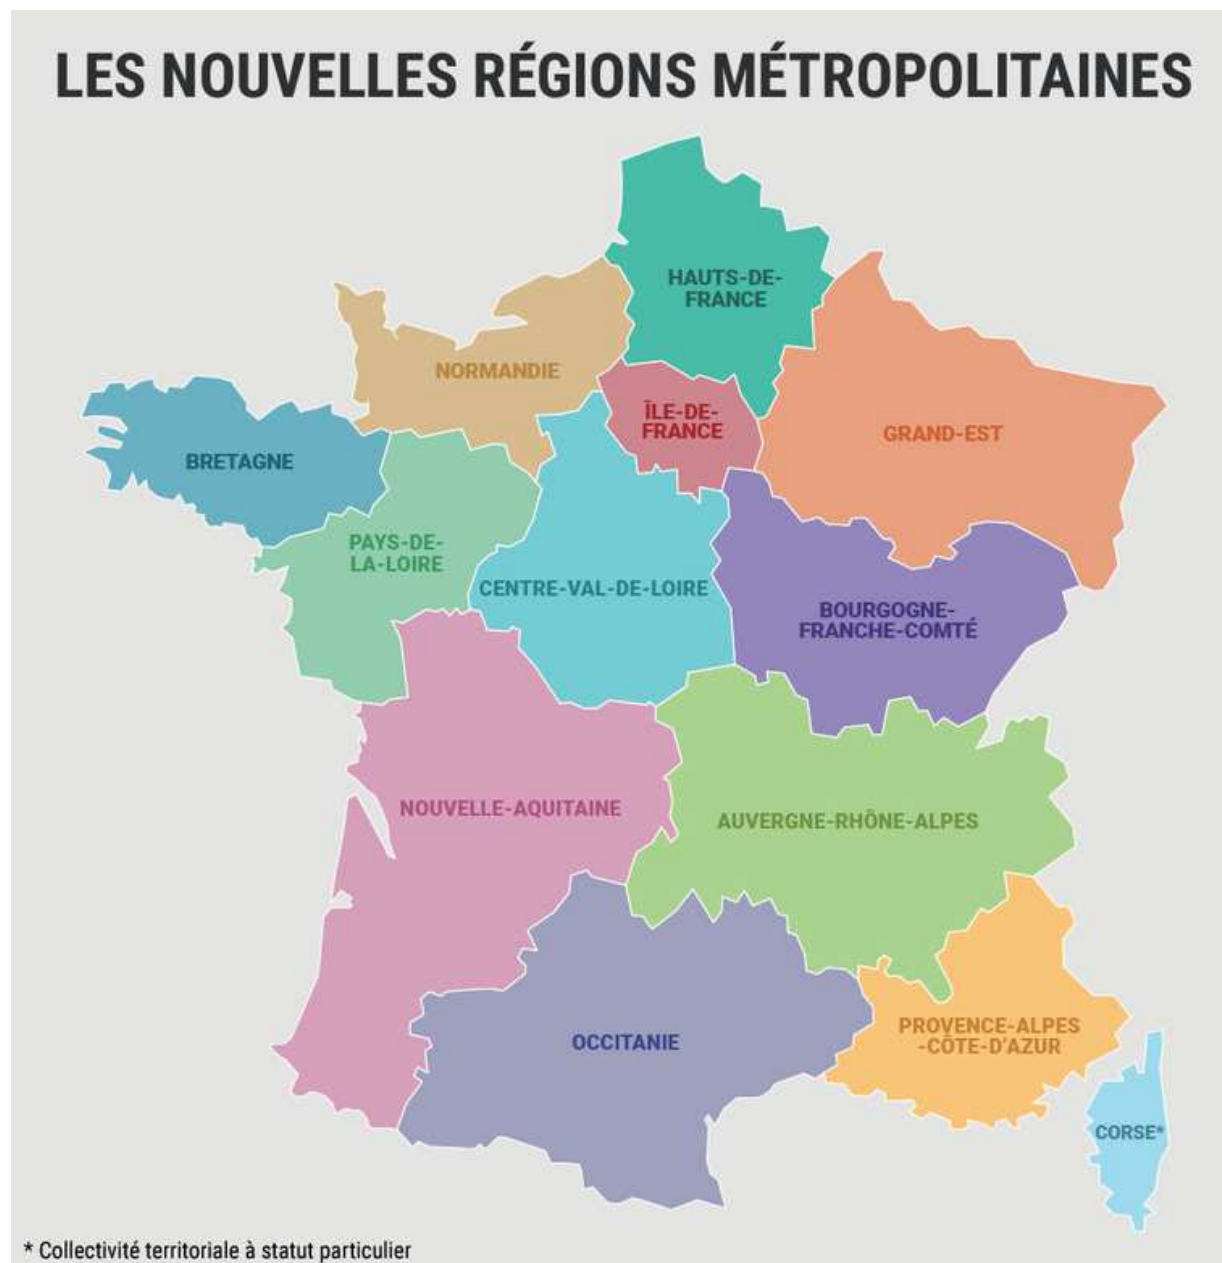 LES NOUVELLES RÉGIONS MÉTROPOLITAINES
HAUTS-DE-
FRANCE
NORMANDIE
ÎLE-DE-
FRANCE
GRAND-EST
BRETAGNE
PAYS-DE-
LA-LOIRE
CENTRE-VAL-DE-LOIRE
BOURGOGNE-
FRANCHE-COMTÉ
NOUVELLE-AQUITAINE
AUVERGNE-RHÔNE-ALPES
OCCITANIE
PROVENCE-ALPES
-CÔTE-D'AZUR
CORSE*
* Collectivité territoriale à statut particulier